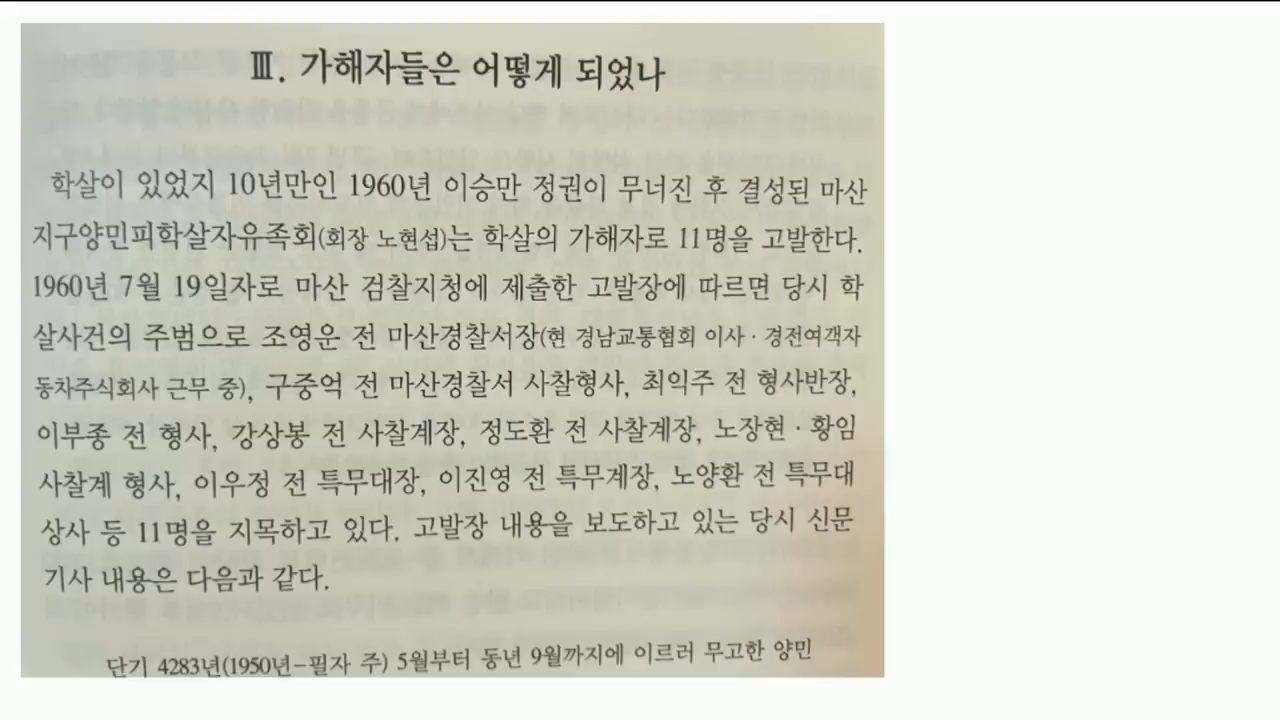 Ⅲ. 가해자들은 어떻게 되었나
학살이 있었지 10년만인 1960년 이승만 정권이 무너진 후 결성된 마산
지구양민피학살자유족회(회장 노현섭)는 학살의 가해자로 11명을 고발한다.
1960년 7월 19일자로 마산 검찰지청에 제출한 고발장에 따르면 당시 학
살사건의 주범으로 조영운 전 마산경찰서장(현 경남교통협회 이사·경전여객자
동차주식회사 근무 중), 구중억 전 마산경찰서 사찰형사, 최익주 전 형사반장,
이부종 전 형사, 강상봉 전 사찰계장, 정도환 전 사찰계장, 노장현·황임
사찰계 형사, 이우정 전 특무대장, 이진영 전 특무계장, 노양환 전 특무대
상사 등 11명을 지목하고 있다. 고발장 내용을 보도하고 있는 당시 신문
기사 내용은 다음과 같다.
단기 4283년(1950년-필자 주) 5월부터 동년 9월까지에 이르러 무고한 양민